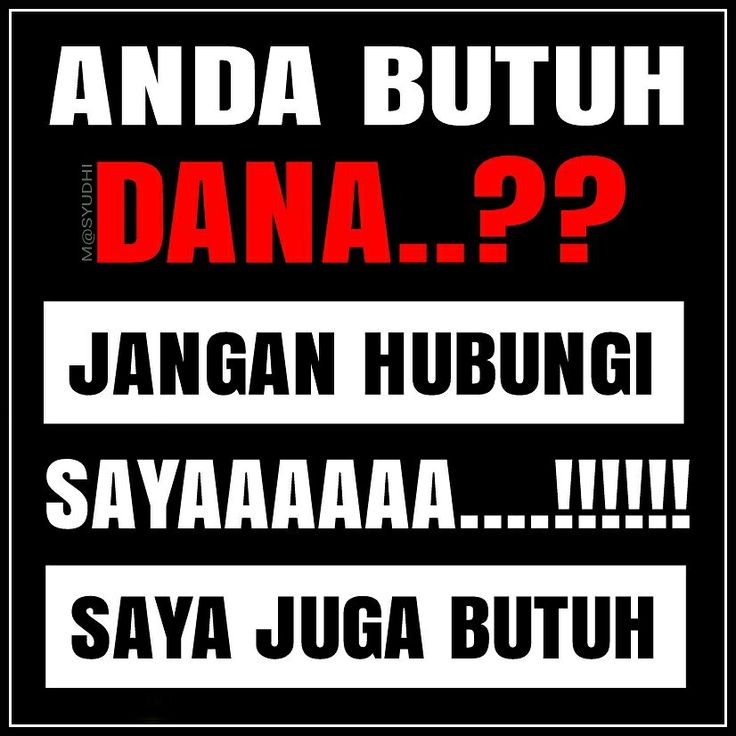 ANDA BUTUH
M@SYUDHI
DANA..??
JANGAN HUBUNGI
SAYAAAAAA....!!!!!!
SAYA JUGA BUTUH